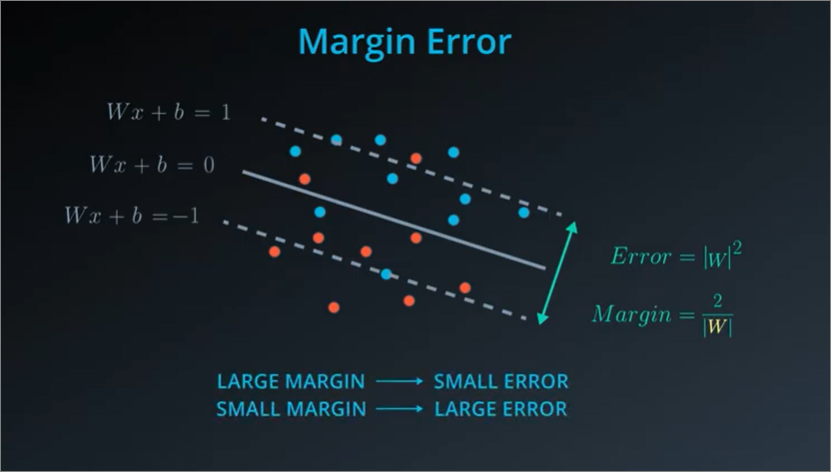 Margin Error
Wx + b = 1
Wx + b = 0
Wx + b =−1
Error = |W|²
Margin = 2/|W|
LARGE MARGIN → SMALL ERROR
SMALL MARGIN → LARGE ERROR